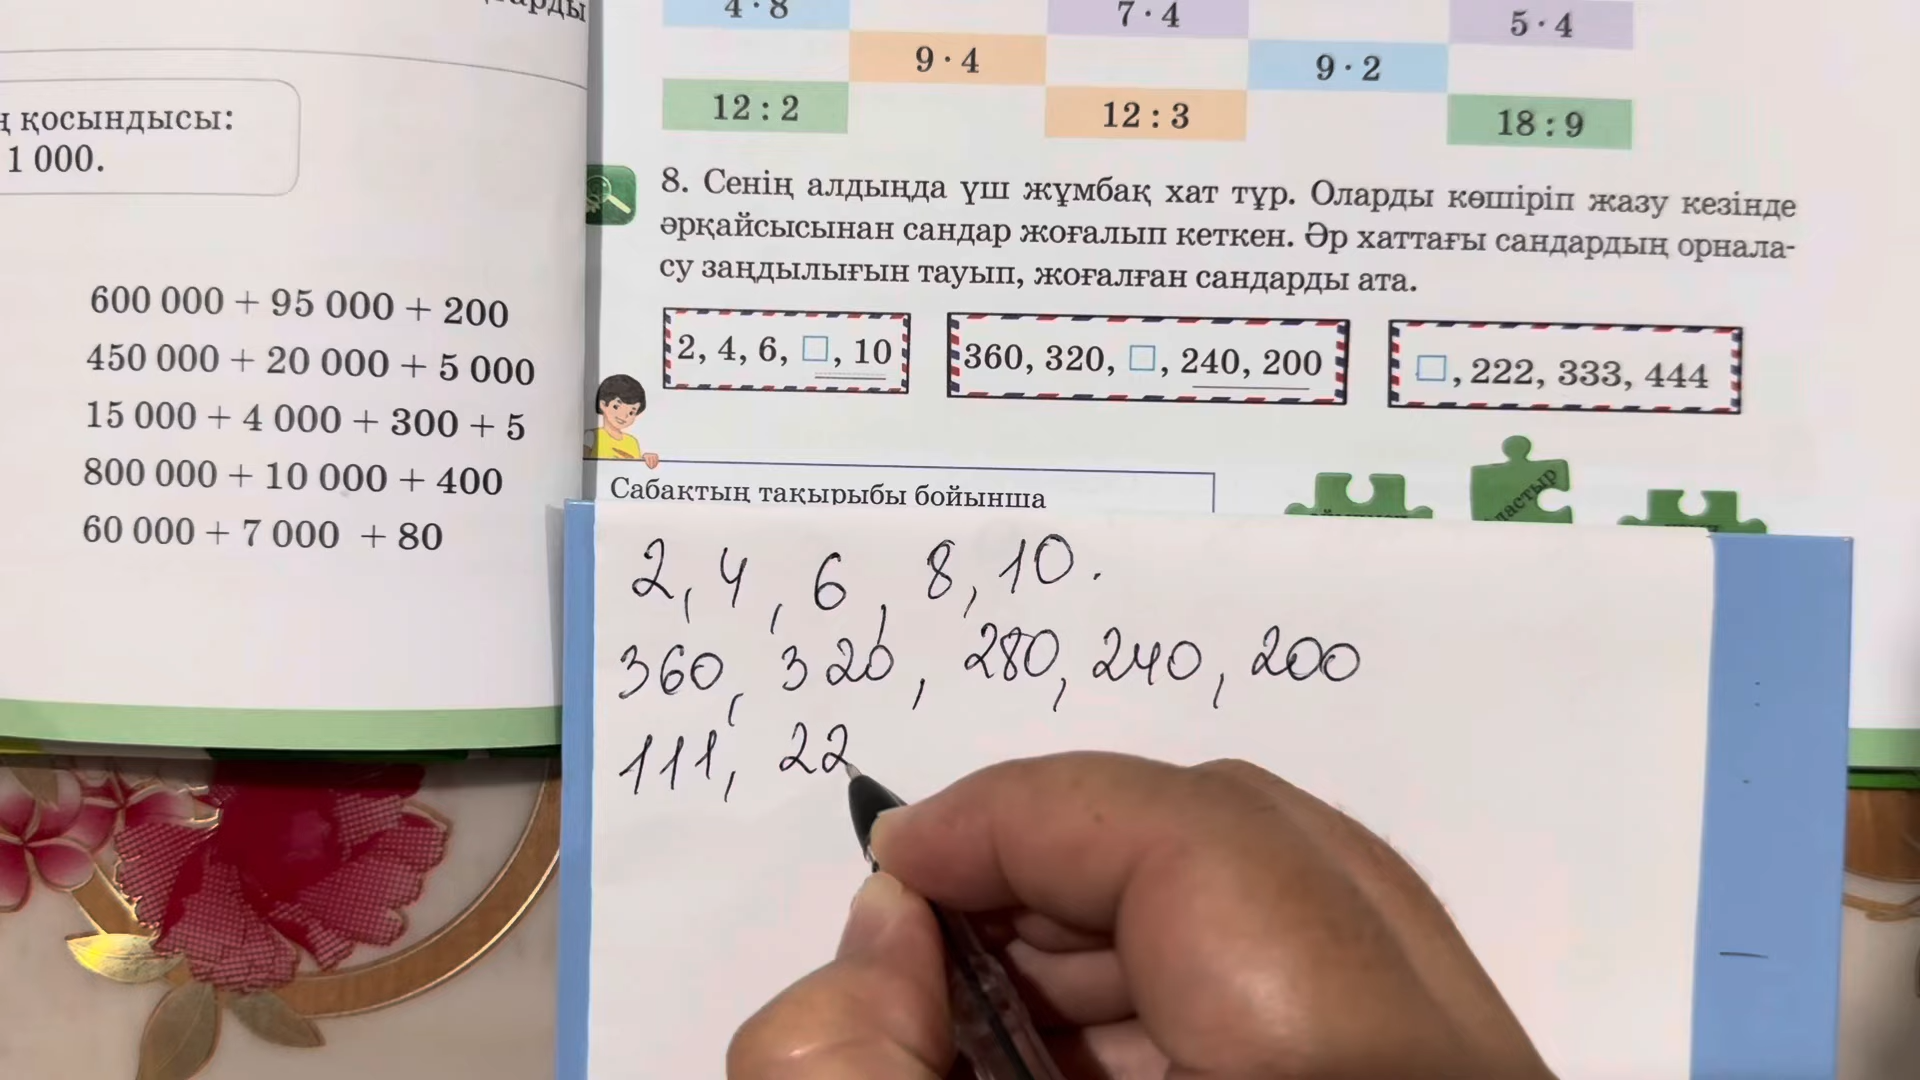 ң қосындысы:
1 000.
600 000 + 95 000 + 200
450 000 + 20 000 + 5 000
15 000 + 4 000 + 300 + 5
800 000 + 10 000 + 400
60 000 + 7 000 + 80
4 · 8 7 · 4 5 · 4
9 · 4 9 · 2
12 : 2 12 : 3 18 : 9
8. Сенің алдыңда үш жұмбақ хат тұр. Оларды көшіріп жазу кезінде
әрқайсысынан сандар жоғалып кеткен. Әр хаттағы сандардың орнала-
су заңдылығын тауып, жоғалған сандарды ата.
2, 4, 6, □, 10
360, 320, □, 240, 200
□, 222, 333, 444
Сабақтың тақырыбы бойынша
2, 4, 6, 8, 10.
360, 320, 280, 240, 200
111, 22